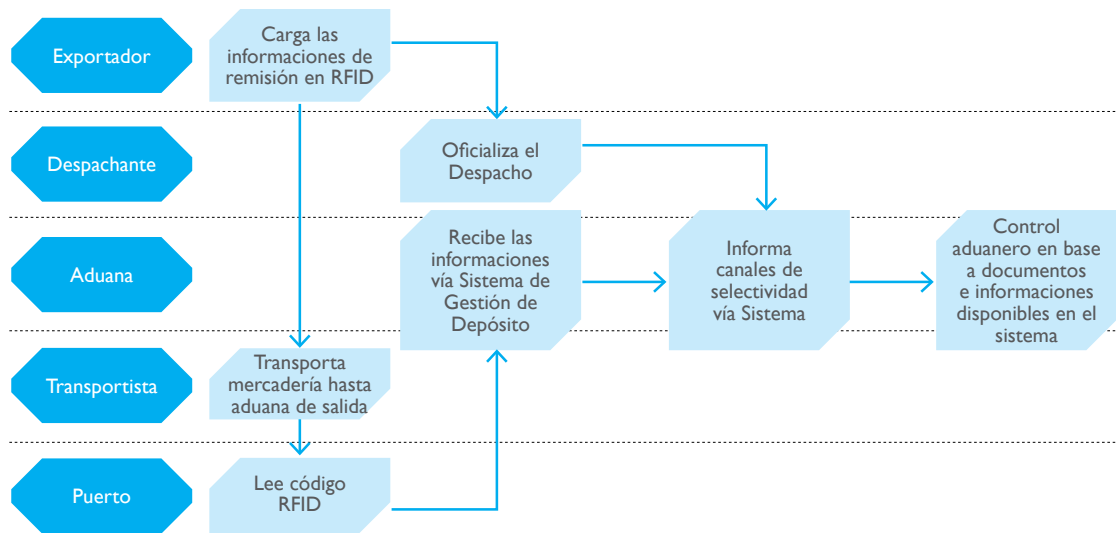 Exportador
Carga las
informaciones de
remisión en RFID
Despachante
Oficializa el
Despacho
Aduana
Recibe las
informaciones
vía Sistema de
Gestión de
Depósito
Informa
canales de
selectividad
vía Sistema
Control
aduanero en base
a documentos
e informaciones
disponibles en el
sistema
Transportista
Transporta
mercadería hasta
aduana de salida
Puerto
Lee código
RFID